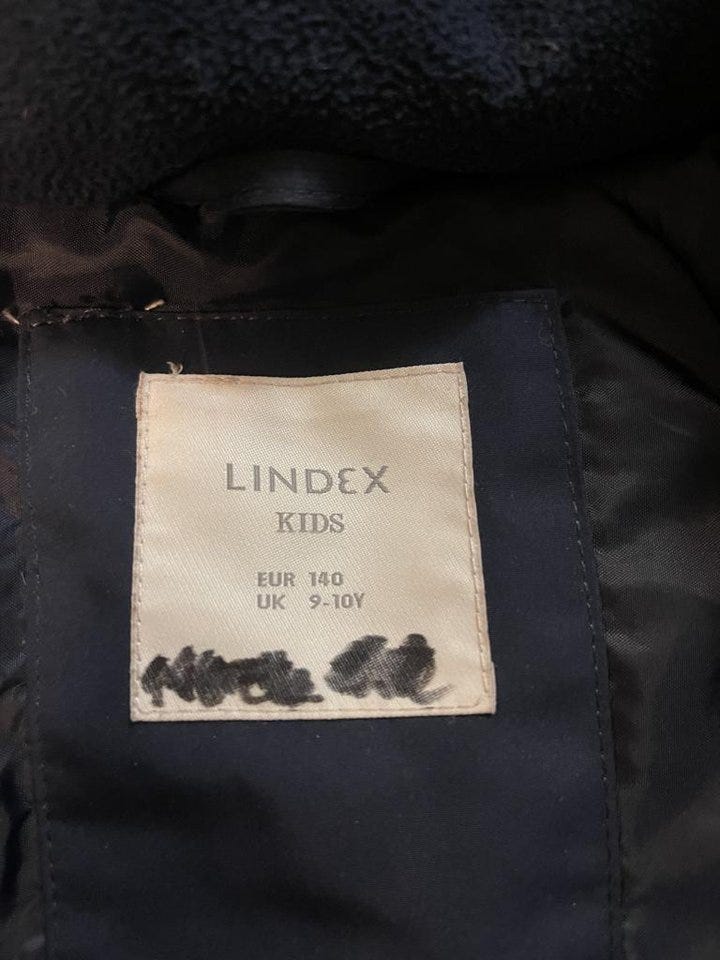 LINDEX
KIDS
EUR 140
UK 9-10Y